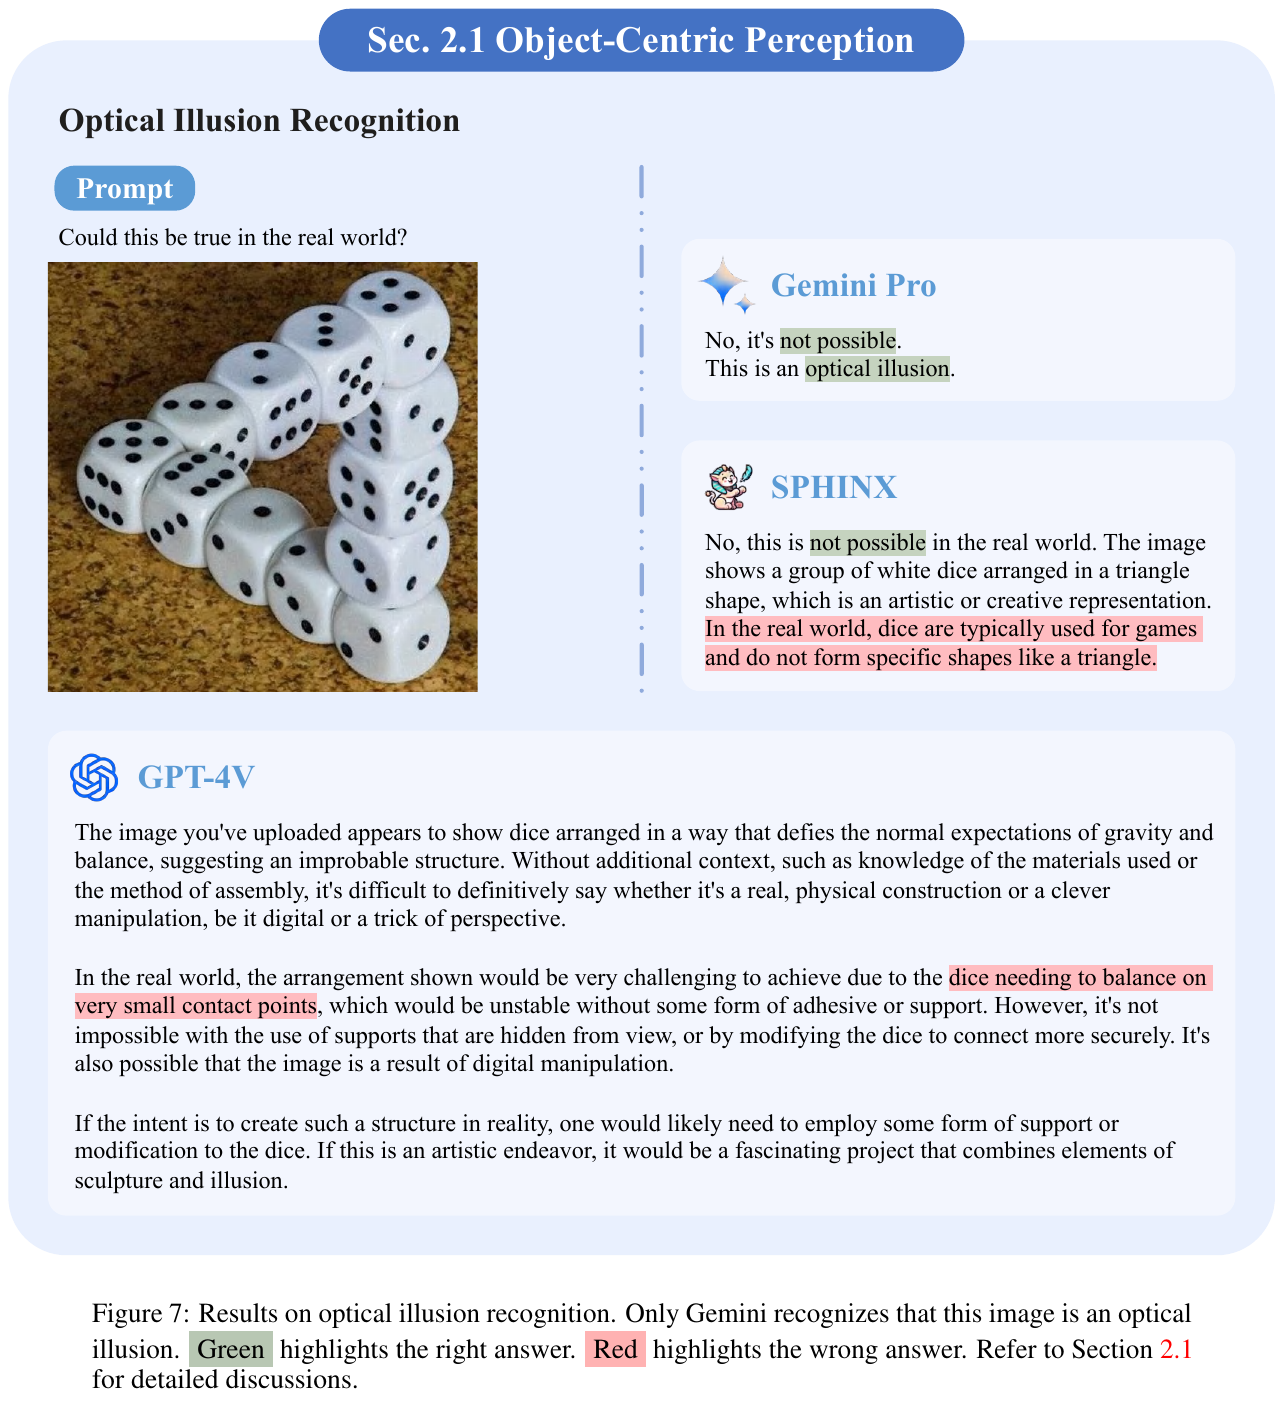 Sec. 2.1 Object-Centric Perception
Optical Illusion Recognition
Prompt
Could this be true in the real world?
Gemini Pro
No, it's not possible.
This is an optical illusion.
SPHINX
No, this is not possible in the real world. The image
shows a group of white dice arranged in a triangle
shape, which is an artistic or creative representation.
In the real world, dice are typically used for games
and do not form specific shapes like a triangle.
GPT-4V
The image you've uploaded appears to show dice arranged in a way that defies the normal expectations of gravity and
balance, suggesting an improbable structure. Without additional context, such as knowledge of the materials used or
the method of assembly, it's difficult to definitively say whether it's a real, physical construction or a clever
manipulation, be it digital or a trick of perspective.
In the real world, the arrangement shown would be very challenging to achieve due to the dice needing to balance on
very small contact points, which would be unstable without some form of adhesive or support. However, it's not
impossible with the use of supports that are hidden from view, or by modifying the dice to connect more securely. It's
also possible that the image is a result of digital manipulation.
If the intent is to create such a structure in reality, one would likely need to employ some form of support or
modification to the dice. If this is an artistic endeavor, it would be a fascinating project that combines elements of
sculpture and illusion.
Figure 7: Results on optical illusion recognition. Only Gemini recognizes that this image is an optical
illusion. Green highlights the right answer. Red highlights the wrong answer. Refer to Section 2.1
for detailed discussions.